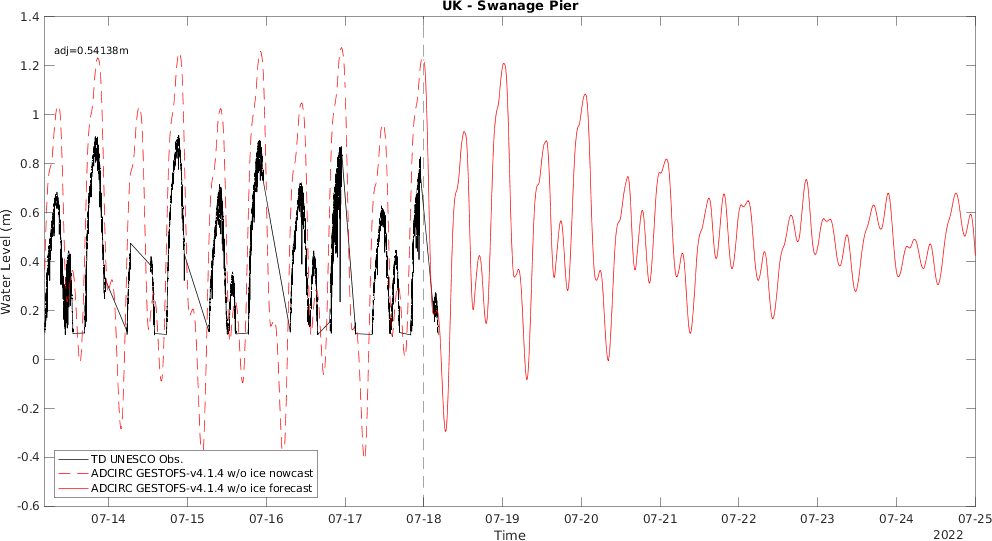 UK - Swanage Pier
1.4
1.2
1
0.8
0.6
0.4
0.2
0
-0.2
-0.4
-0.6
Water Level (m)
adj=0.54138m
TD UNESCO Obs.
ADCIRC GESTOFS-v4.1.4 w/o ice nowcast
ADCIRC GESTOFS-v4.1.4 w/o ice forecast
07-14 07-15 07-16 07-17 07-18 07-19 07-20 07-21 07-22 07-23 07-24 07-25
Time
2022